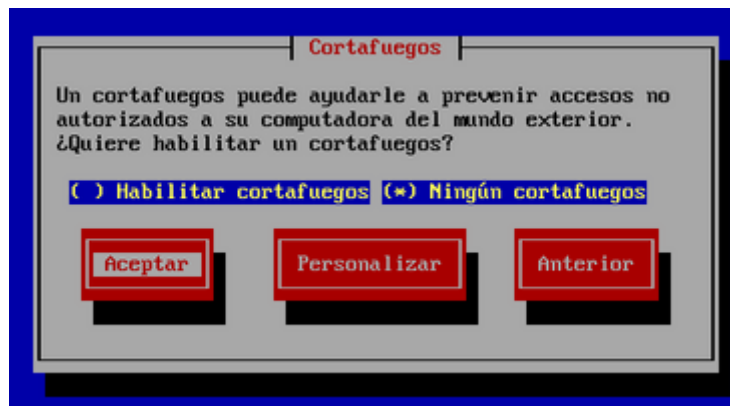 Cortafuegos
Un cortafuegos puede ayudarle a prevenir accesos no
autorizados a su computadora del mundo exterior.
¿Quiere habilitar un cortafuegos?
( ) Habilitar cortafuegos (*) Ningún cortafuegos
Aceptar Personalizar Anterior